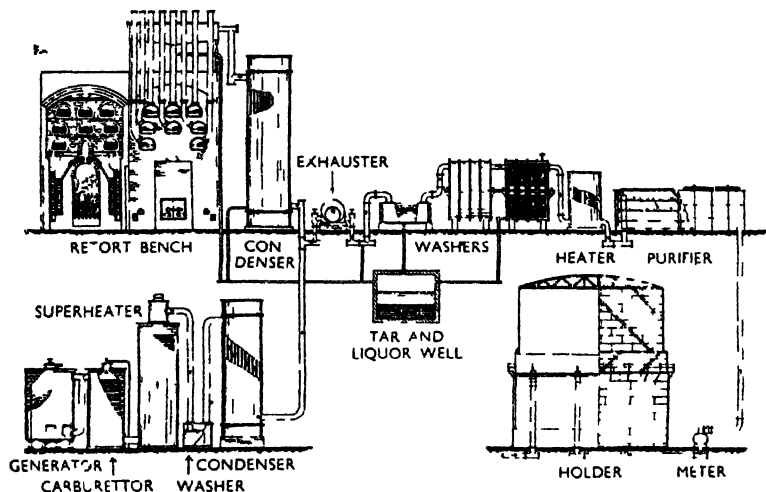 EXHAUSTER
RETORT BENCH
CON
DENSER
WASHERS
HEATER
PURIFIER
SUPERHEATER
TAR AND
LIQUOR WELL
GENERATOR
CONDENSER
CARBURETTOR
WASHER
HOLDER
METER